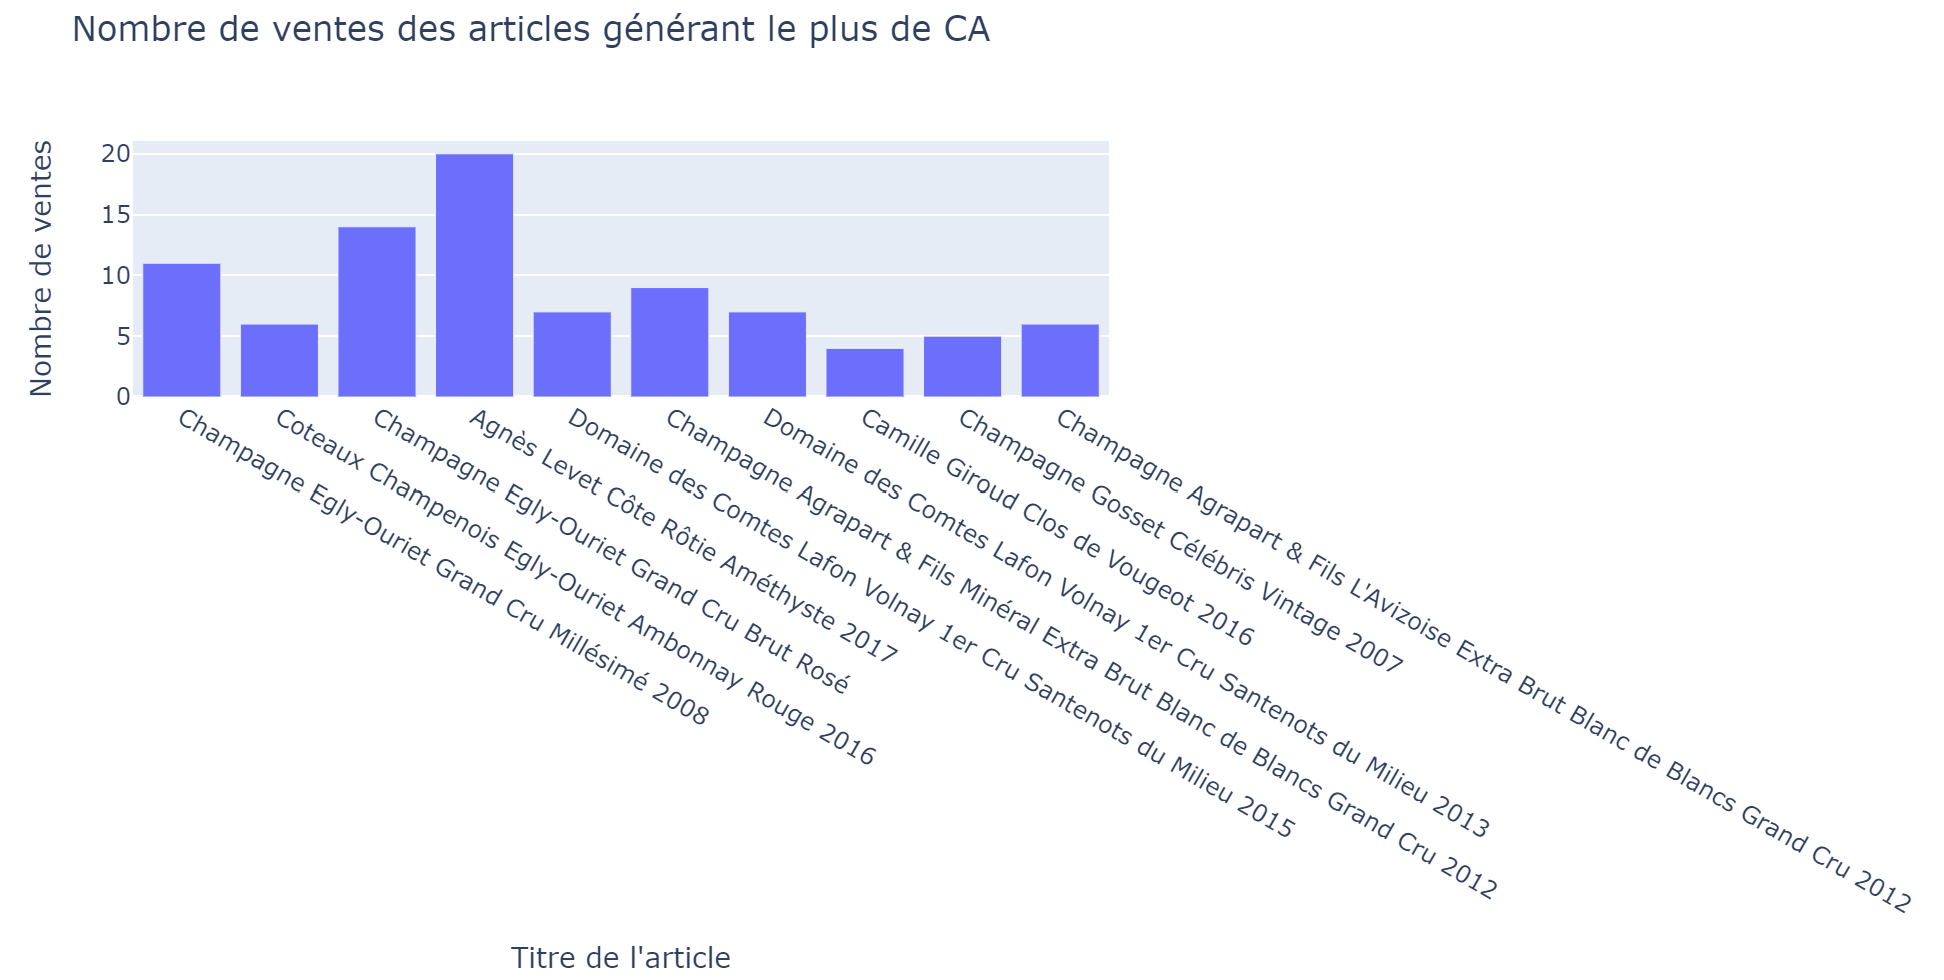 Nombre de ventes des articles générant le plus de CA
Nombre de ventes
20
15
10
5
0
Champagne Egly-Ouriet Grand Cru Millésimé 2008
Coteaux Champenois Egly-Ouriet Ambonnay Rouge 2016
Champagne Egly-Ouriet Grand Cru Brut Rosé
Agnès Levet Côte Rôtie Améthyste 2017
Domaine des Comtes Lafon Volnay 1er Cru Santenots du Milieu 2015
Champagne Agrapart & Fils Minéral Extra Brut Blanc de Blancs Grand Cru 2012
Domaine des Comtes Lafon Volnay 1er Cru Santenots du Milieu 2013
Camille Giroud Clos de Vougeot 2016
Champagne Gosset Célébris Vintage 2007
Champagne Agrapart & Fils L'Avizoise Extra Brut Blanc de Blancs Grand Cru 2012
Titre de l'article